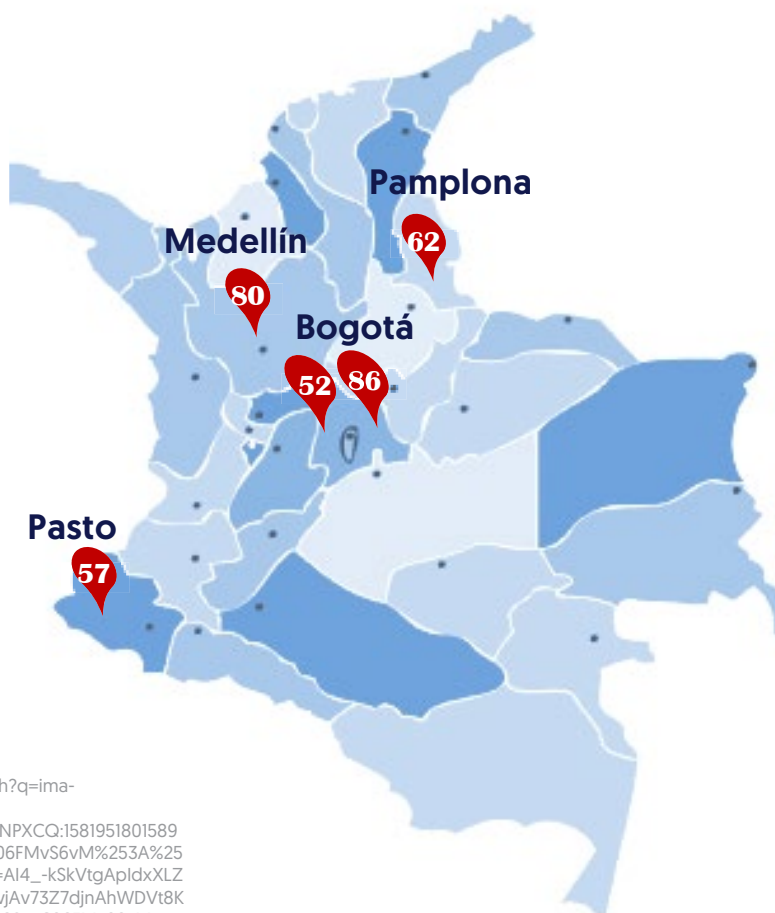 Pamplona
62
Medellín
80
Bogotá
52
86
Pasto
57
h?q=ima-
NPXCQ:1581951801589
06FMvS6vM%253A%25
=AI4_-kSkVtgApIdxXLZ
vjAv73Z7djnAhWDVt8K